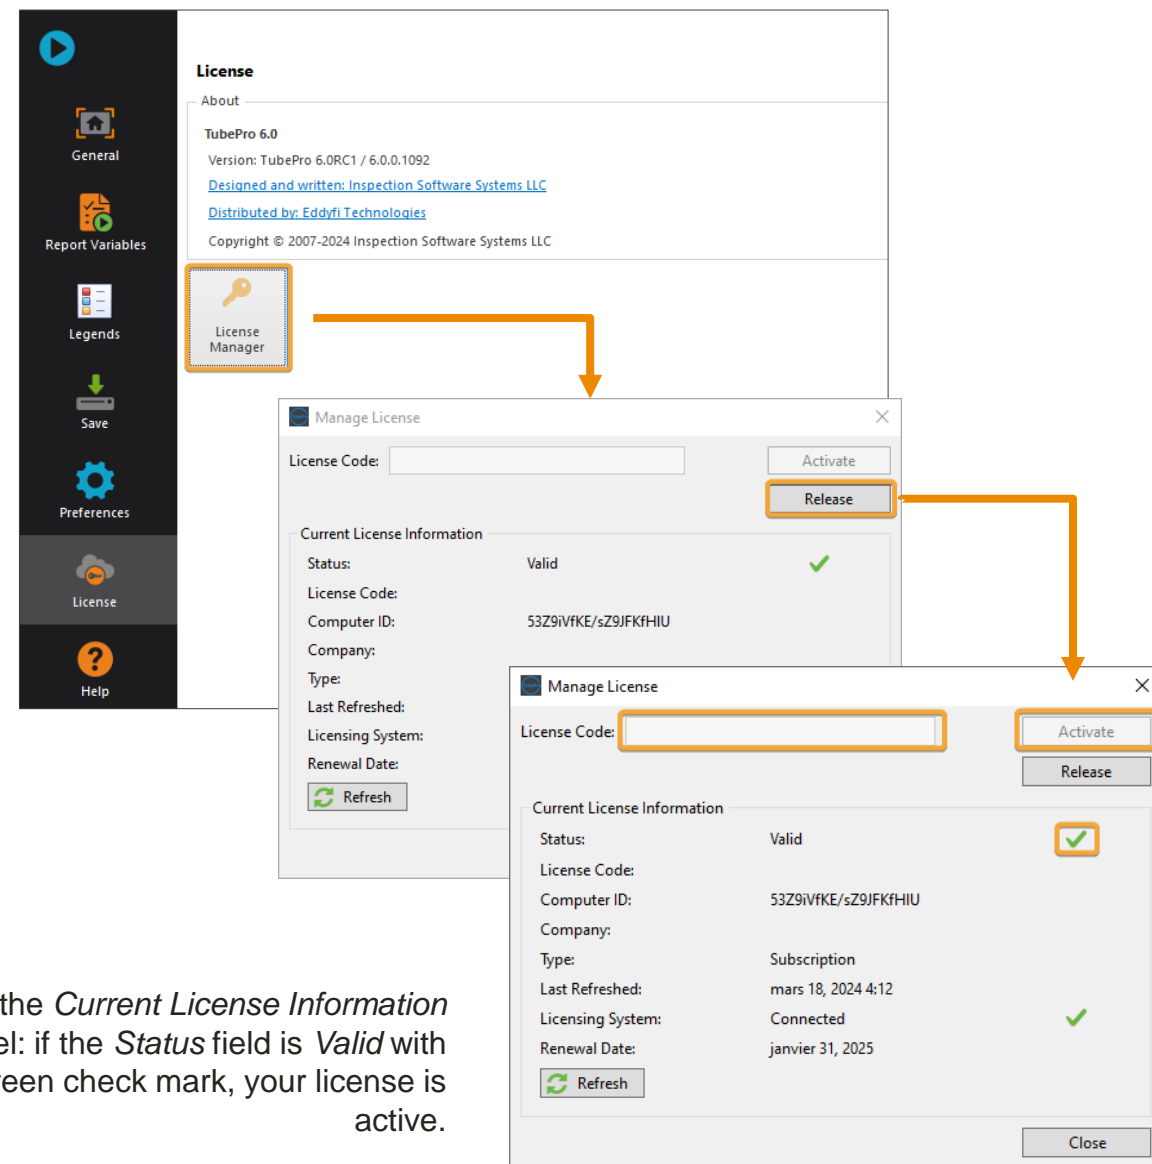 License
About
TubePro 6.0
Version: TubePro 6.0RC1 / 6.0.0.1092
Designed and written: Inspection Software Systems LLC
Distributed by: Eddyfi Technologies
Copyright © 2007-2024 Inspection Software Systems LLC
General
Report Variables
Legends
Save
Preferences
License
Help
License
Manager
Manage License
License Code:
Activate
Release
Current License Information
Status: Valid
License Code:
Computer ID: 53Z9iVfKE/sZ9JFKfHIU
Company:
Type:
Last Refreshed:
Licensing System:
Renewal Date:
Refresh
Manage License
License Code:
Activate
Release
Current License Information
Status: Valid
License Code:
Computer ID: 53Z9iVfKE/sZ9JFKfHIU
Company:
Type: Subscription
Last Refreshed: mars 18, 2024 4:12
Licensing System: Connected
Renewal Date: janvier 31, 2025
Refresh
Close
the Current License Information
el: if the Status field is Valid with
een check mark, your license is
active.